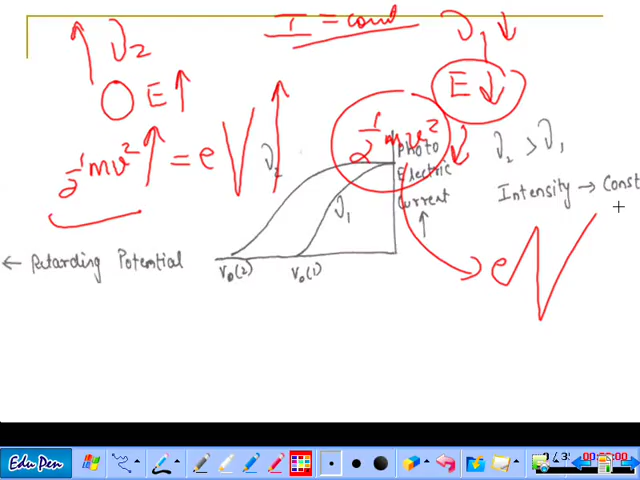 I = const
↑ ν₂
ν₁ ↓
E ↑
E ↓
½mv² ↑ = eV ↑
½mv² ↓
ν₂ > ν₁
Photo
Electric
Current
↑
Intensity → Const
ν₂
ν₁
eV
← Retarding Potential
V₀(2)
V₀(1)
Edu Pen